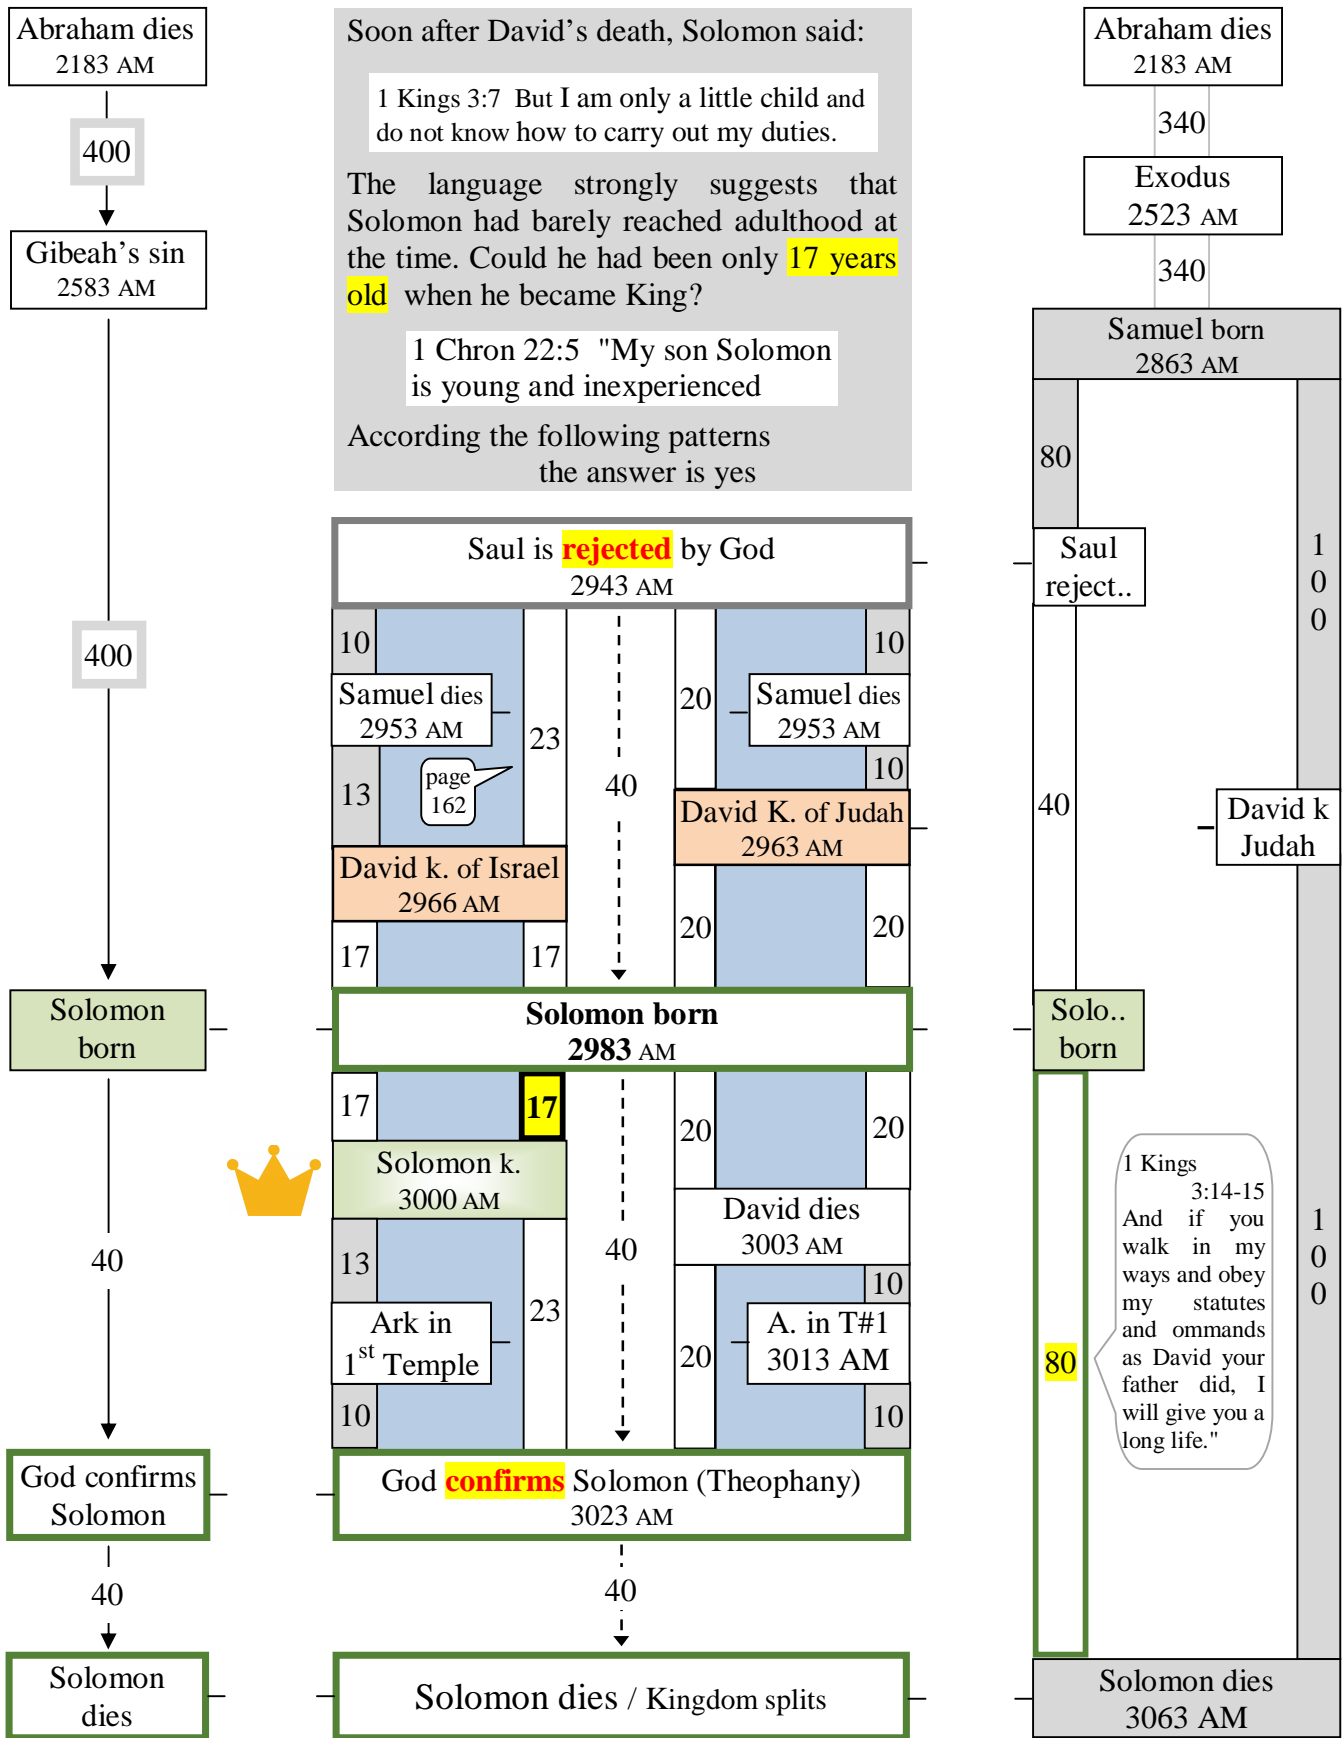 Abraham dies
2183 AM
400
Gibeah's sin
2583 AM
400
Solomon
born
40
God confirms
Solomon
40
Solomon
dies
Soon after David's death, Solomon said:
1 Kings 3:7  But I am only a little child and
do not know how to carry out my duties.
The language strongly suggests that
Solomon had barely reached adulthood at
the time. Could he had been only 17 years
old  when he became King?
1 Chron 22:5  "My son Solomon
is young and inexperienced
According the following patterns
the answer is yes
Saul is rejected by God
2943 AM
10
Samuel dies
2953 AM
13
23
page
162
David k. of Israel
2966 AM
17
17
40
20
10
Samuel dies
2953 AM
10
David K. of Judah
2963 AM
20
20
Solomon born
2983 AM
17
17
Solomon k.
3000 AM
13
Ark in
1st Temple
10
23
40
20
20
David dies
3003 AM
10
A. in T#1
3013 AM
20
10
God confirms Solomon (Theophany)
3023 AM
40
Solomon dies / Kingdom splits
Abraham dies
2183 AM
340
Exodus
2523 AM
340
Samuel born
2863 AM
80
Saul
reject..
1
0
0
40
David k
Judah
Solo..
born
80
1 Kings
3:14-15
And if you
walk in my
ways and obey
my statutes
and ommands
as David your
father did, I
will give you a
long life."
1
0
0
Solomon dies
3063 AM